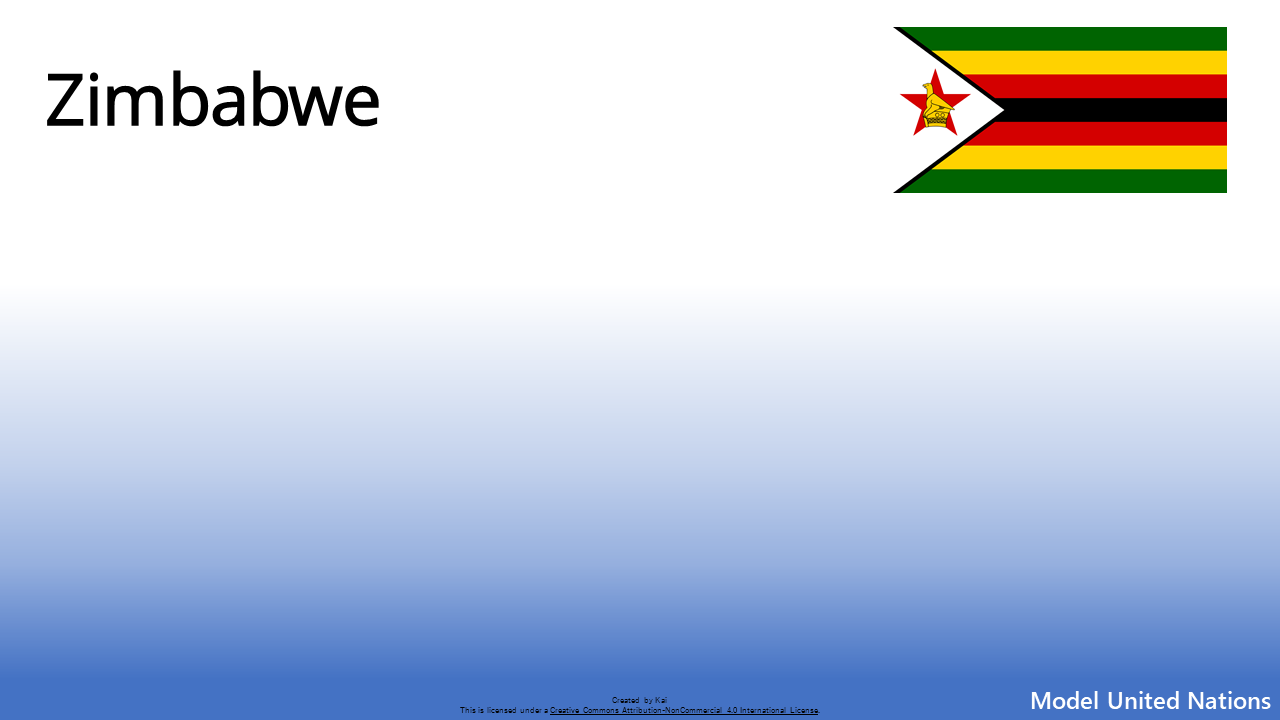 Zimbabwe
Created by Kai
This is licensed under a Creative Commons Attribution-NonCommercial 4.0 International License.
Model United Nations